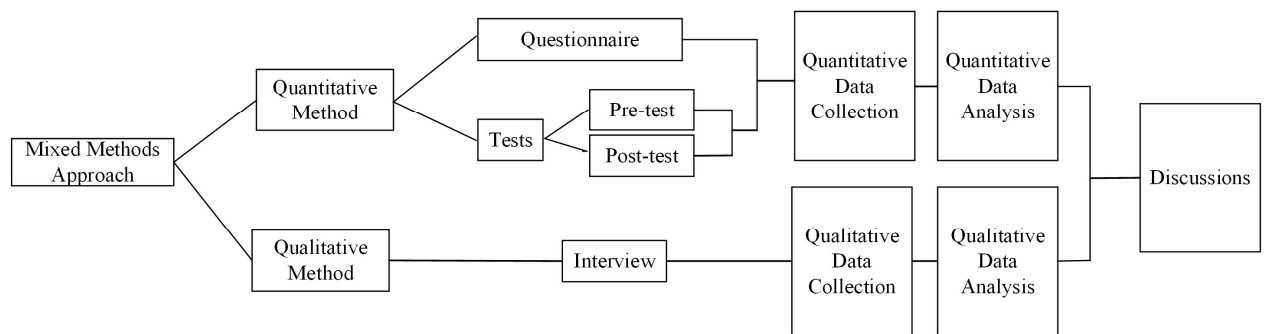 Mixed Methods
Approach
Quantitative
Method
Qualitative
Method
Questionnaire
Tests
Pre-test
Post-test
Interview
Quantitative
Data
Collection
Quantitative
Data
Analysis
Qualitative
Data
Collection
Qualitative
Data
Analysis
Discussions